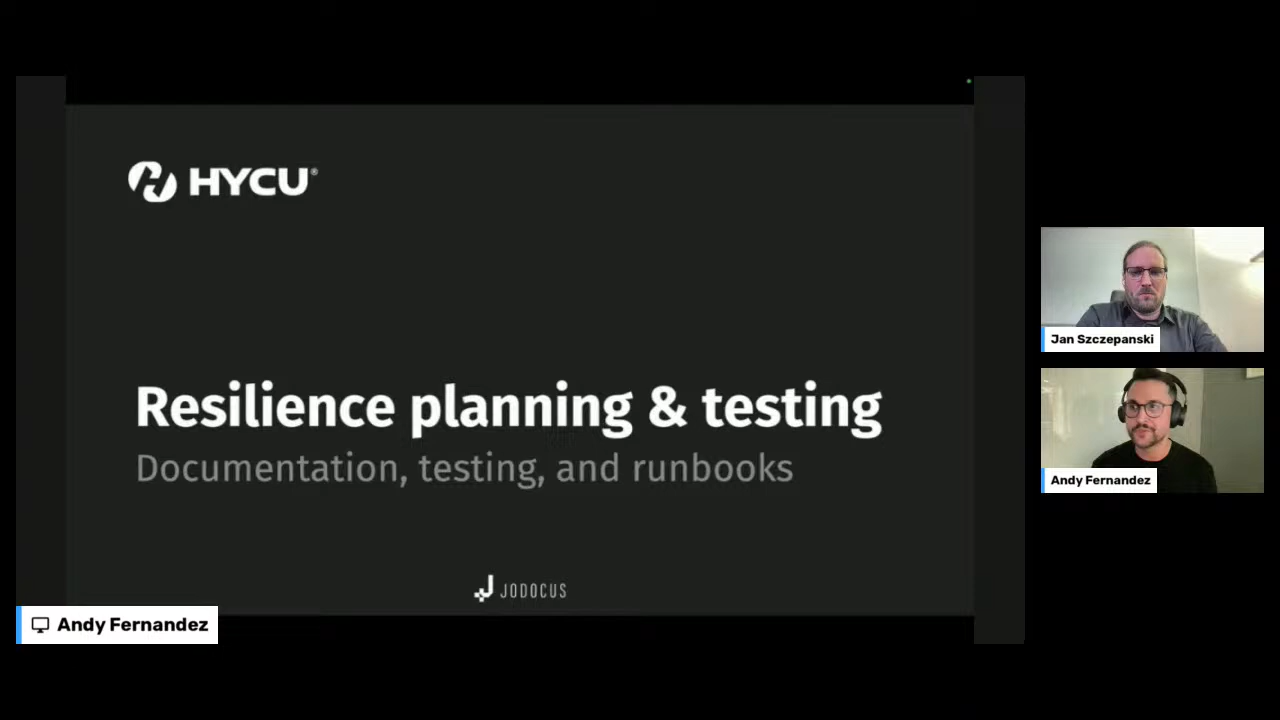 HYCU®
Resilience planning & testing
Documentation, testing, and runbooks
JODOCUS
Andy Fernandez
Jan Szczepanski
Andy Fernandez